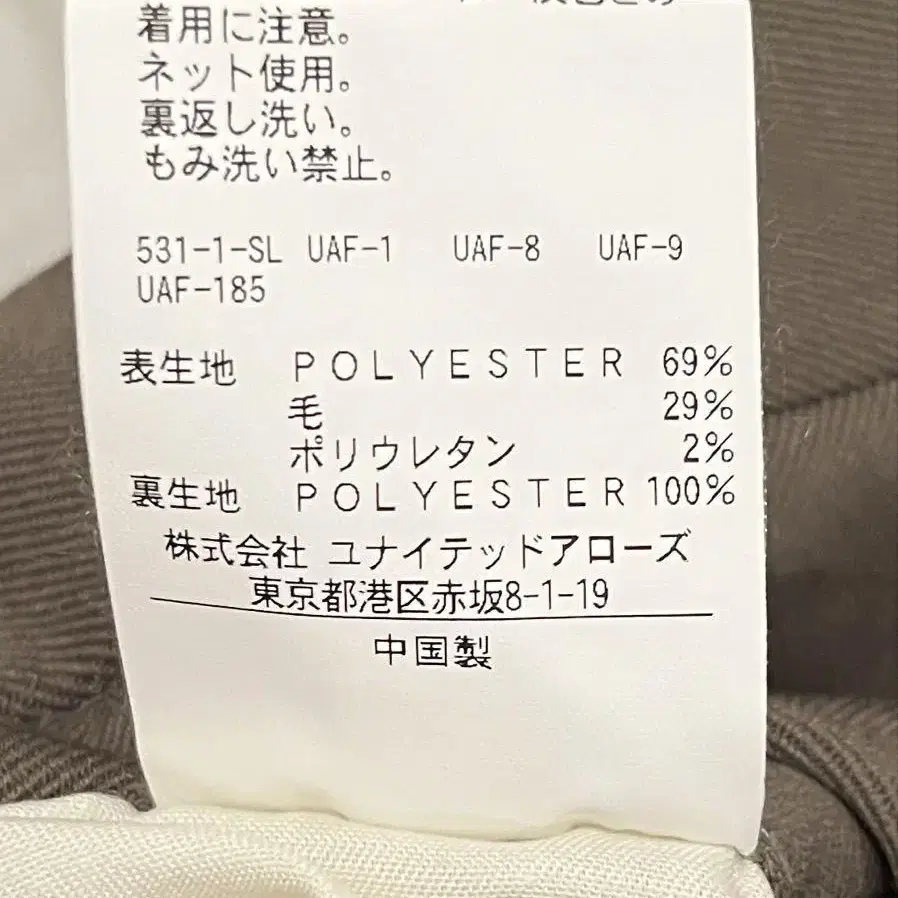 着用に注意。
ネット使用。
裏返し洗い。
もみ洗い禁止。
531-1-SL UAF-1 UAF-8 UAF-9
UAF-185
表生地 POLYESTER 69%
毛 29%
ポリウレタン 2%
裏生地 POLYESTER 100%
株式会社 ユナイテッドアローズ
東京都港区赤坂8-1-19
中国製